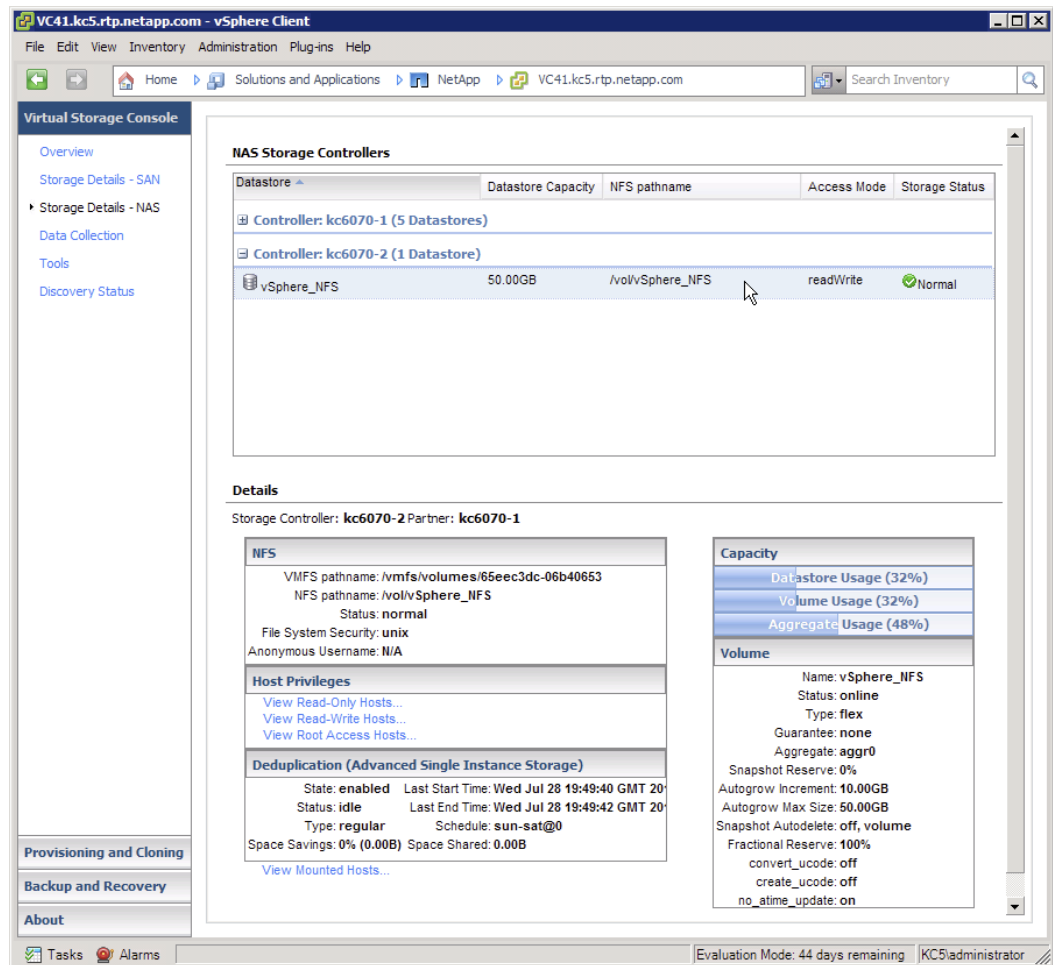 VC41.kc5.rtp.netapp.com - vSphere Client
File Edit View Inventory Administration Plug-ins Help
Home Solutions and Applications NetApp VC41.kc5.rtp.netapp.com Search Inventory
Virtual Storage Console
Overview
Storage Details - SAN
Storage Details - NAS
Data Collection
Tools
Discovery Status
Provisioning and Cloning
Backup and Recovery
About
NAS Storage Controllers
Datastore Datastore Capacity NFS pathname Access Mode Storage Status
Controller: kc6070-1 (5 Datastores)
Controller: kc6070-2 (1 Datastore)
vSphere_NFS 50.00GB /vol/vSphere_NFS readWrite Normal
Details
Storage Controller: kc6070-2 Partner: kc6070-1
NFS
VMFS pathname: /vmfs/volumes/65eec3dc-06b40653
NFS pathname: /vol/vSphere_NFS
Status: normal
File System Security: unix
Anonymous Username: N/A
Host Privileges
View Read-Only Hosts...
View Read-Write Hosts...
View Root Access Hosts...
Deduplication (Advanced Single Instance Storage)
State: enabled Last Start Time: Wed Jul 28 19:49:40 GMT 20
Status: idle Last End Time: Wed Jul 28 19:49:42 GMT 20
Type: regular Schedule: sun-sat@0
Space Savings: 0% (0.00B) Space Shared: 0.00B
View Mounted Hosts...
Capacity
Datastore Usage (32%)
Volume Usage (32%)
Aggregate Usage (48%)
Volume
Name: vSphere_NFS
Status: online
Type: flex
Guarantee: none
Aggregate: aggr0
Snapshot Reserve: 0%
Autogrow Increment: 10.00GB
Autogrow Max Size: 50.00GB
Snapshot Autodelete: off, volume
Fractional Reserve: 100%
convert_ucode: off
create_ucode: off
no_atime_update: on
Tasks Alarms Evaluation Mode: 44 days remaining KC5\administrator